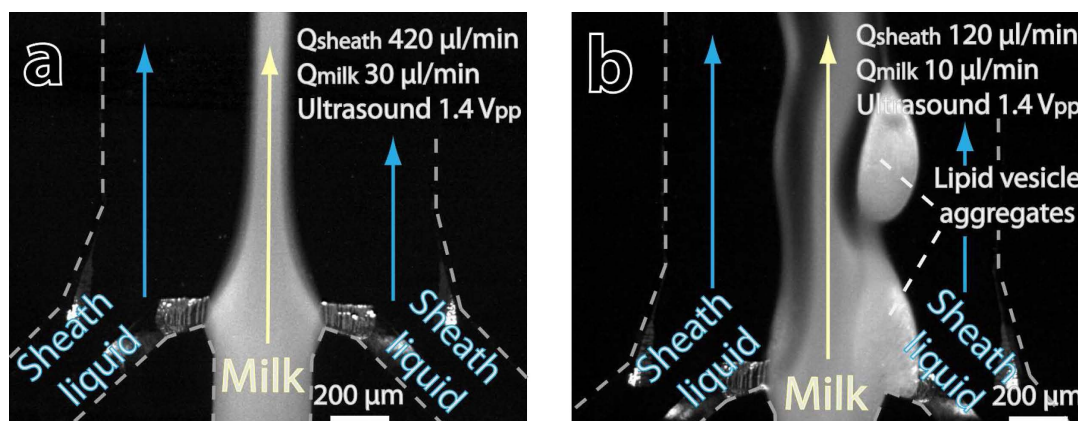 a
Qsheath 420 µl/min
Qmilk 30 µl/min
Ultrasound 1.4 Vpp
Sheath
liquid
Milk
Sheath
liquid
200 µm
b
Qsheath 120 µl/min
Qmilk 10 µl/min
Ultrasound 1.4 Vpp
Lipid vesicle
aggregates
Sheath
liquid
Milk
Sheath
liquid
200 µm